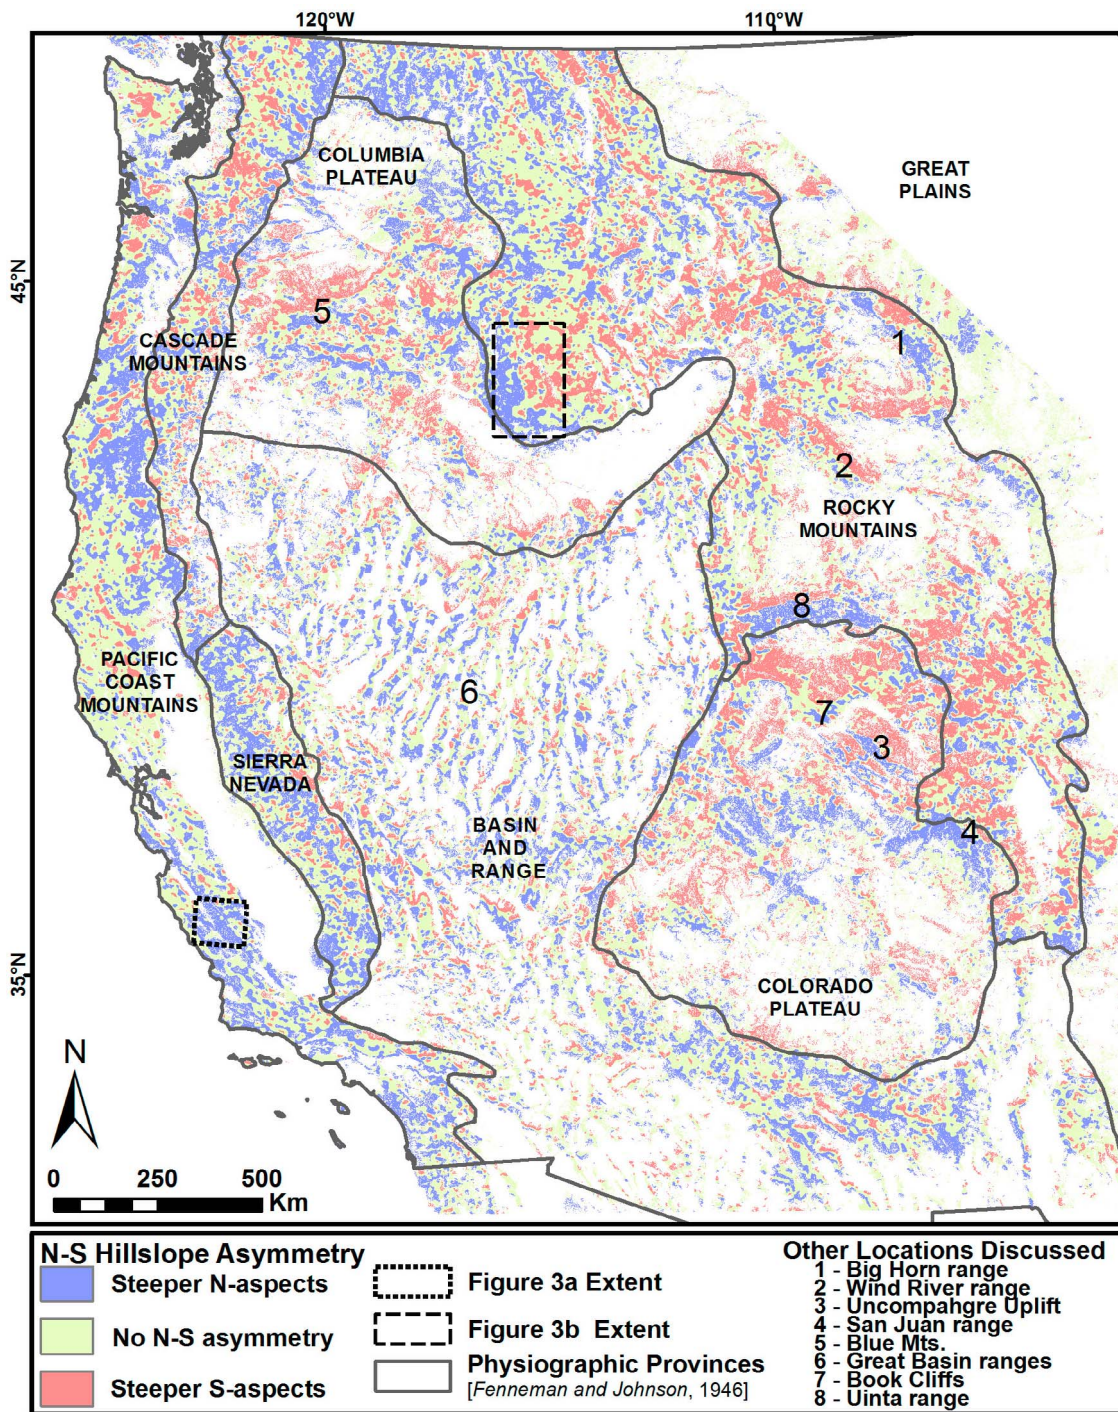 120°W
110°W
COLUMBIA
PLATEAU
GREAT
PLAINS
45°N
5
1
CASCADE
MOUNTAINS
2
ROCKY
MOUNTAINS
8
PACIFIC
COAST
MOUNTAINS
6
7
3
SIERRA
NEVADA
BASIN
AND
RANGE
4
35°N
COLORADO
PLATEAU
N
0 250 500
Km
N-S Hillslope Asymmetry
Steeper N-aspects
No N-S asymmetry
Steeper S-aspects
Figure 3a Extent
Figure 3b Extent
Physiographic Provinces
[Fenneman and Johnson, 1946]
Other Locations Discussed
1 - Big Horn range
2 - Wind River range
3 - Uncompahgre Uplift
4 - San Juan range
5 - Blue Mts.
6 - Great Basin ranges
7 - Book Cliffs
8 - Uinta range